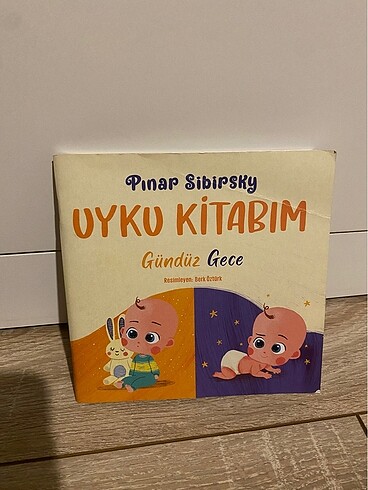 Pınar Sibirsky
UYKU KİTABIM
Gündüz Gece
Resimleyen: Berk Öztürk